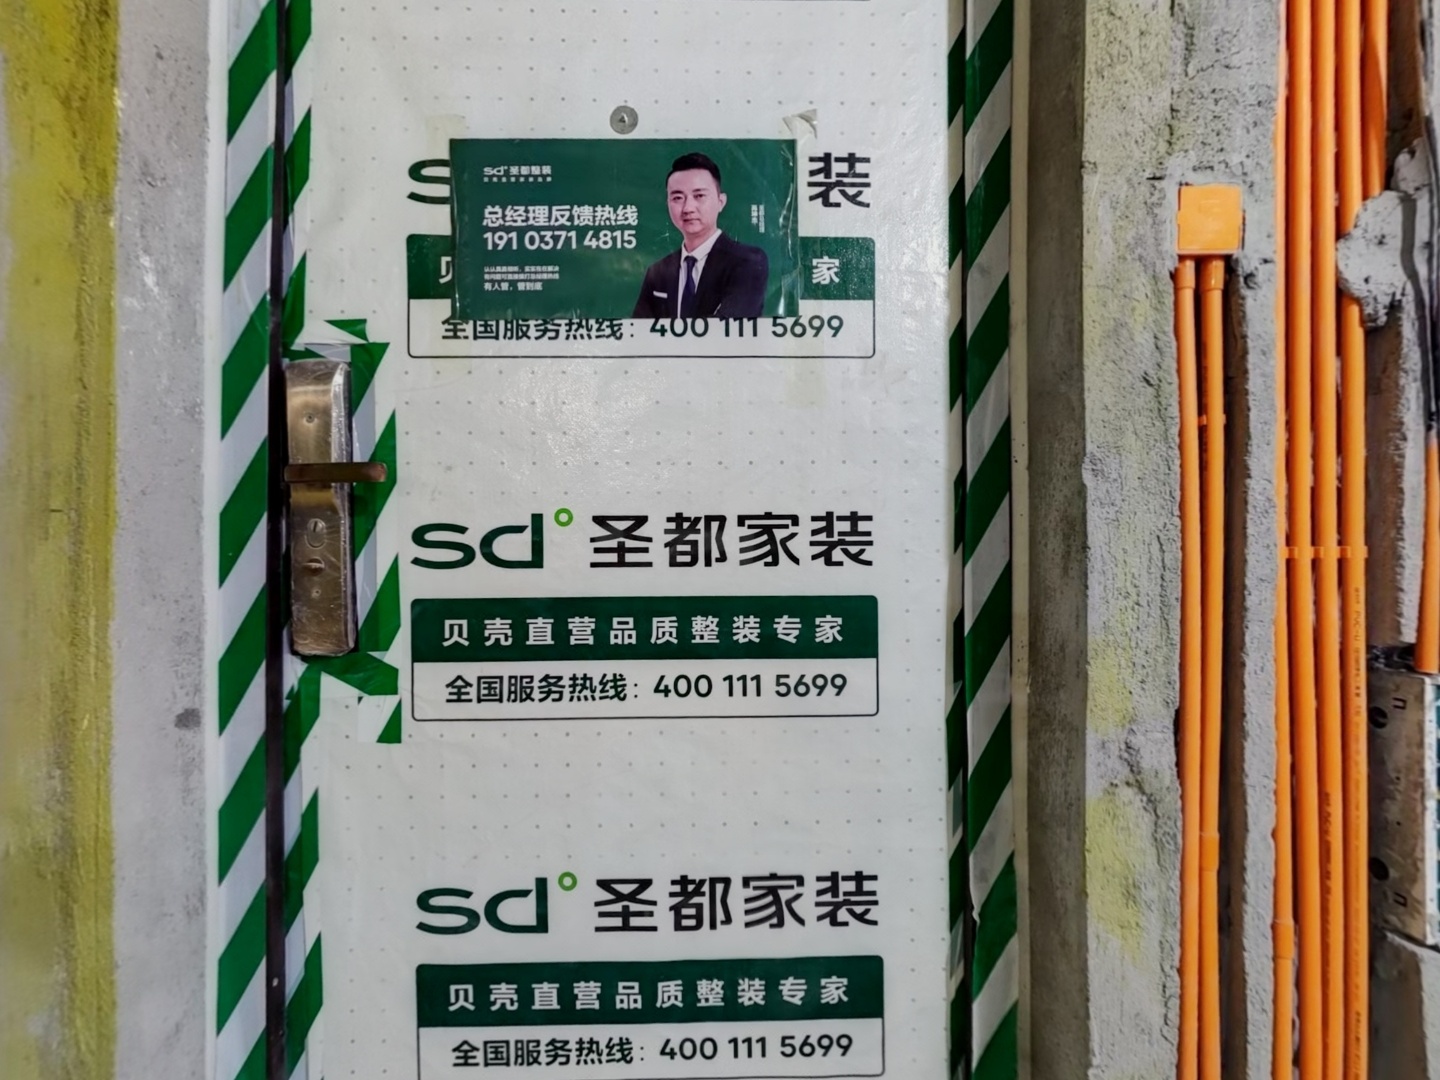 装
sd°圣都整装
总经理反馈热线
191 0371 4815
有人管，管到底
家
全国服务热线：400 111 5699
sd°圣都家装
贝壳直营品质整装专家
全国服务热线：400 111 5699
sd°圣都家装
贝壳直营品质整装专家
全国服务热线：400 111 5699